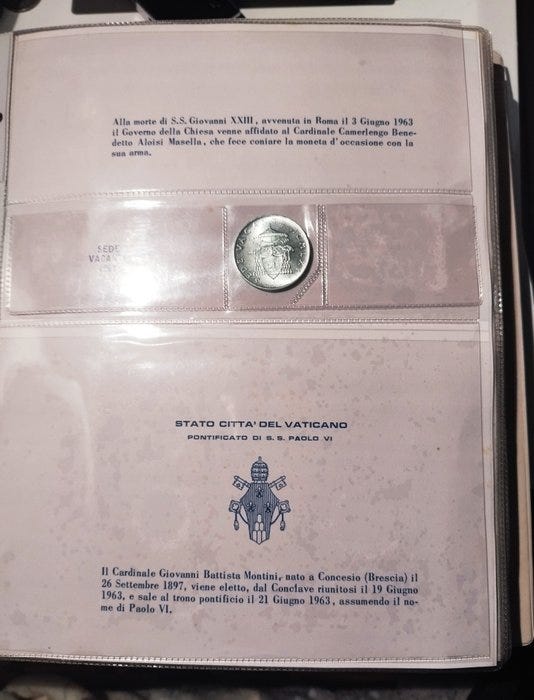 Alla morte di S.S. Giovanni XXIII, avvenuta in Roma il 3 Giugno 1963
il Governo della Chiesa venne affidato al Cardinale Camerlengo Bene-
detto Aloisi Masella, che fece coniare la moneta d'occasione con la
sua arma.
SEDE
VACAN
STATO CITTA' DEL VATICANO
PONTIFICATO DI S. S. PAOLO VI
Il Cardinale Giovanni Battista Montini, nato a Concesio (Brescia) il
26 Settembre 1897, viene eletto, dal Conclave riunitosi il 19 Giugno
1963, e sale al trono pontificio il 21 Giugno 1963, assumendo il no-
me di Paolo VI.